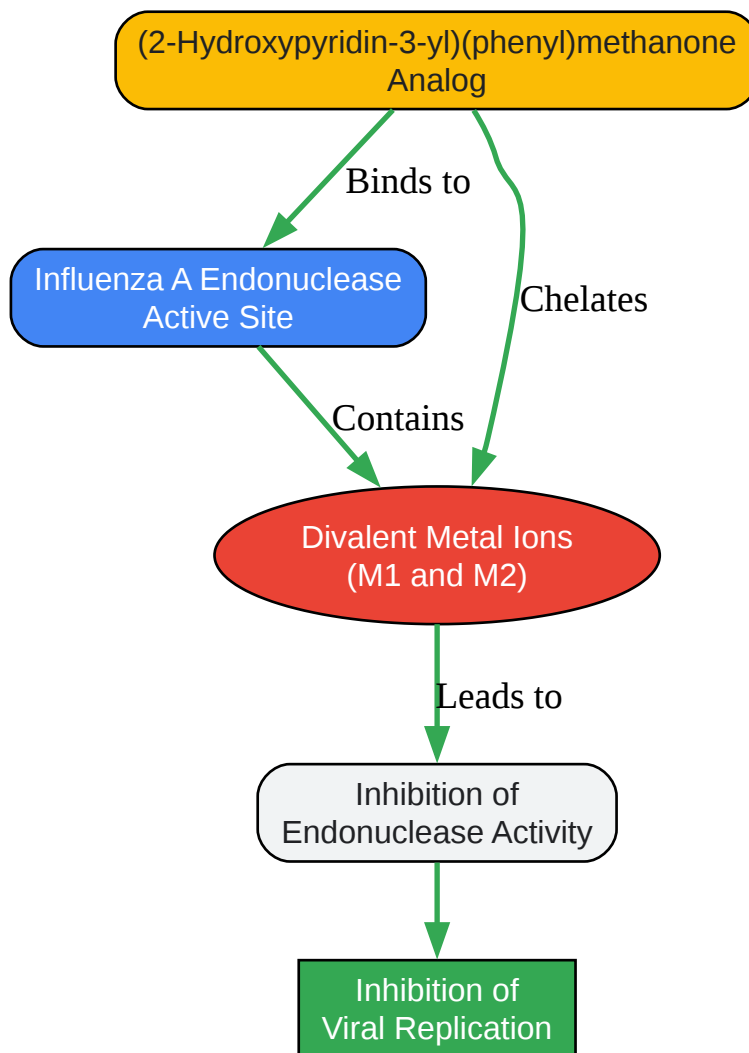 (2-Hydroxypyridin-3-yl)(phenyl)methanone
Analog
Binds to
Influenza A Endonuclease
Active Site
Chelates
Contains
Divalent Metal Ions
(M1 and M2)
Leads to
Inhibition of
Endonuclease Activity
Inhibition of
Viral Replication